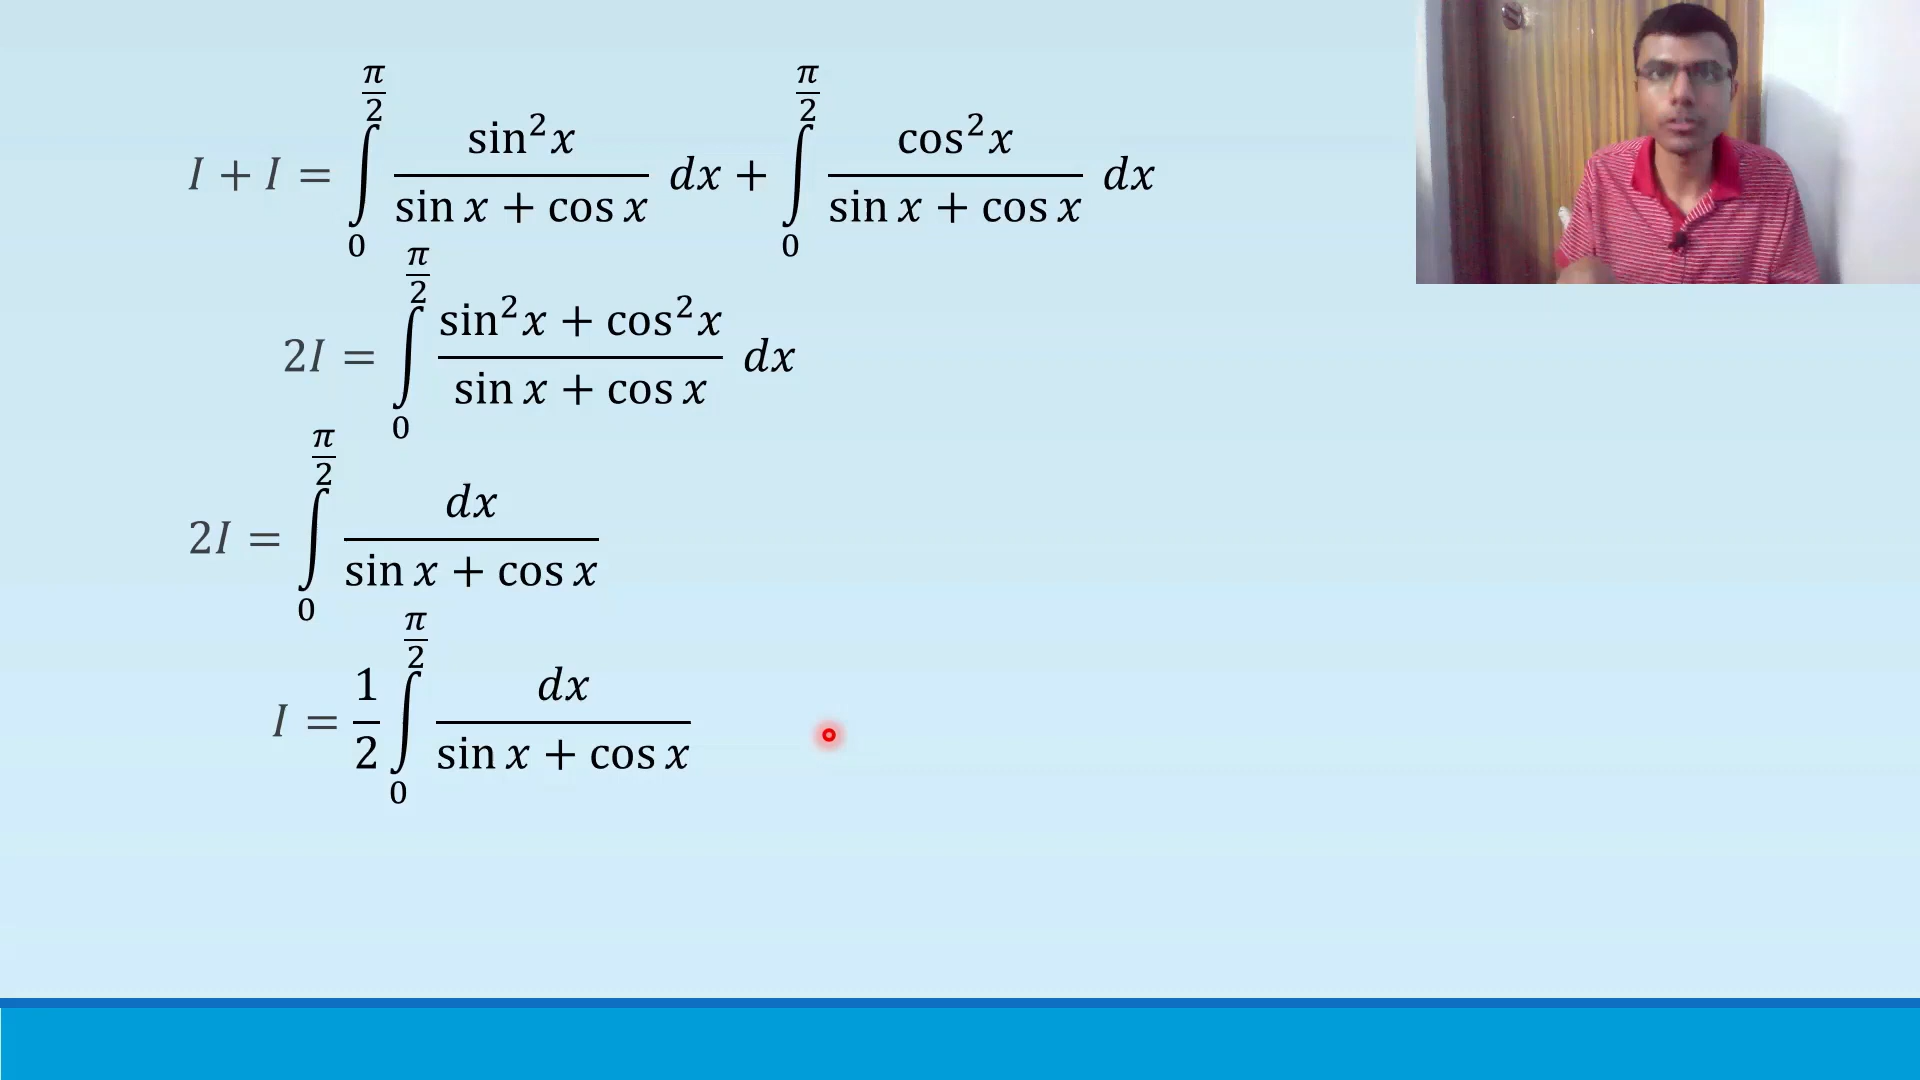 I + I = ∫₀^(π/2) sin²x / (sin x + cos x) dx + ∫₀^(π/2) cos²x / (sin x + cos x) dx
2I = ∫₀^(π/2) (sin²x + cos²x) / (sin x + cos x) dx
2I = ∫₀^(π/2) dx / (sin x + cos x)
I = 1/2 ∫₀^(π/2) dx / (sin x + cos x)